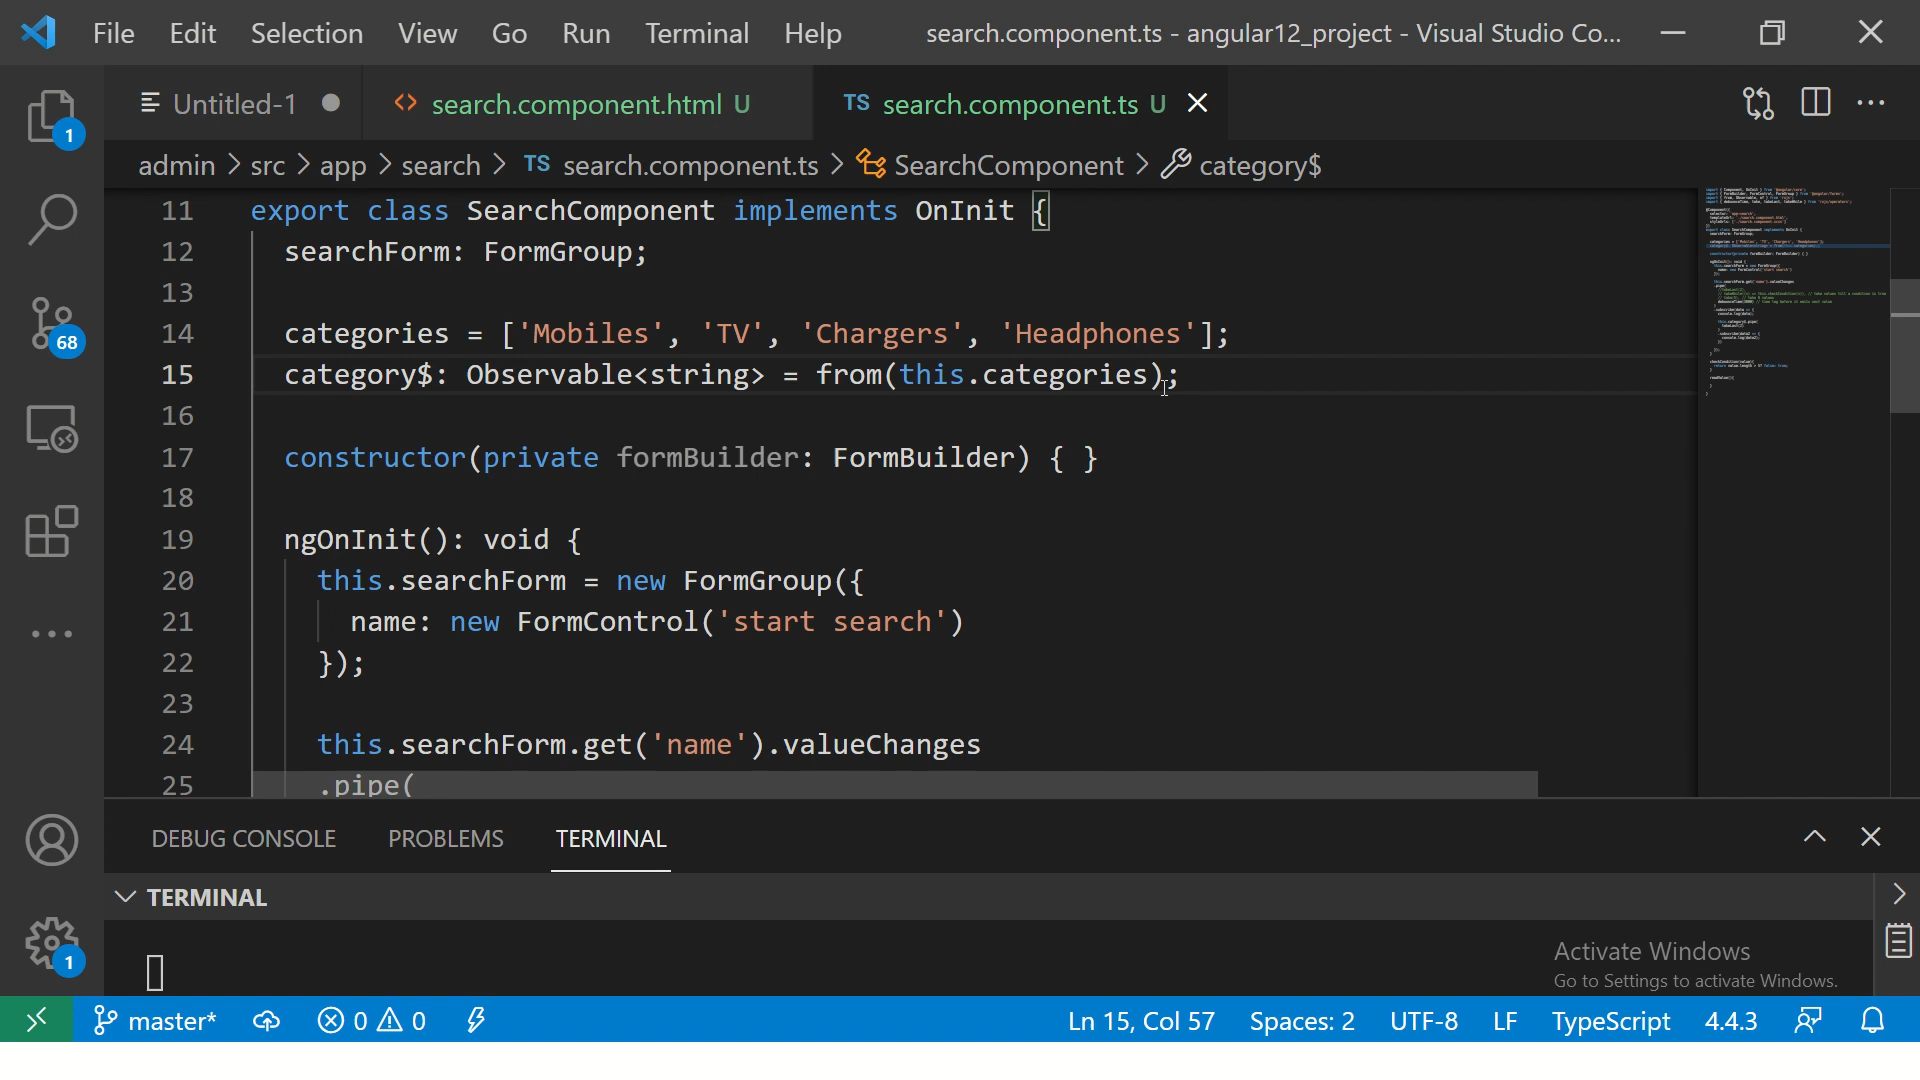 File Edit Selection View Go Run Terminal Help search.component.ts - angular12_project - Visual Studio Co...
Untitled-1 search.component.html U TS search.component.ts U
admin > src > app > search > TS search.component.ts > SearchComponent > category$
11 export class SearchComponent implements OnInit {
12 searchForm: FormGroup;
13
14 categories = ['Mobiles', 'TV', 'Chargers', 'Headphones'];
15 category$: Observable<string> = from(this.categories);
16
17 constructor(private formBuilder: FormBuilder) { }
18
19 ngOnInit(): void {
20 this.searchForm = new FormGroup({
21 name: new FormControl('start search')
22 });
23
24 this.searchForm.get('name').valueChanges
25 .pipe(
1
68
DEBUG CONSOLE PROBLEMS TERMINAL
TERMINAL
1
Activate Windows
Go to Settings to activate Windows.
master* 0 0 Ln 15, Col 57 Spaces: 2 UTF-8 LF TypeScript 4.4.3